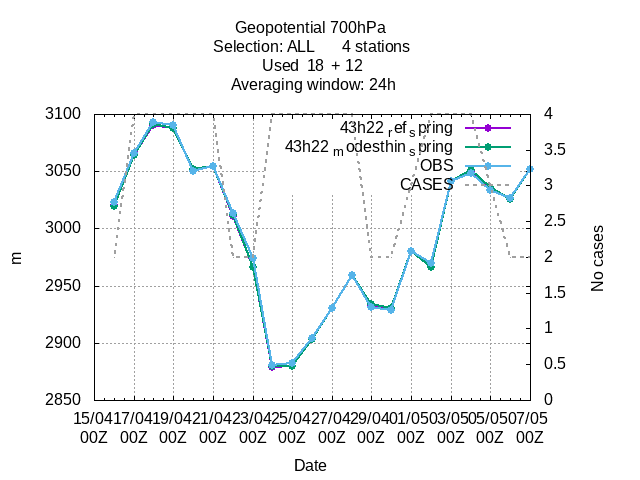 Geopotential 700hPa
Selection: ALL 4 stations
Used 18 + 12
Averaging window: 24h
3100
3050
3000
2950
2900
2850
m
4
3.5
3
2.5
2
1.5
1
0.5
0
No cases
43h22 ref spring
43h22 modesthin spring
OBS
CASES
15/04 17/04 19/04 21/04 23/04 25/04 27/04 29/04 01/05 03/05 05/05 07/05
00Z 00Z 00Z 00Z 00Z 00Z 00Z 00Z 00Z 00Z 00Z 00Z
Date